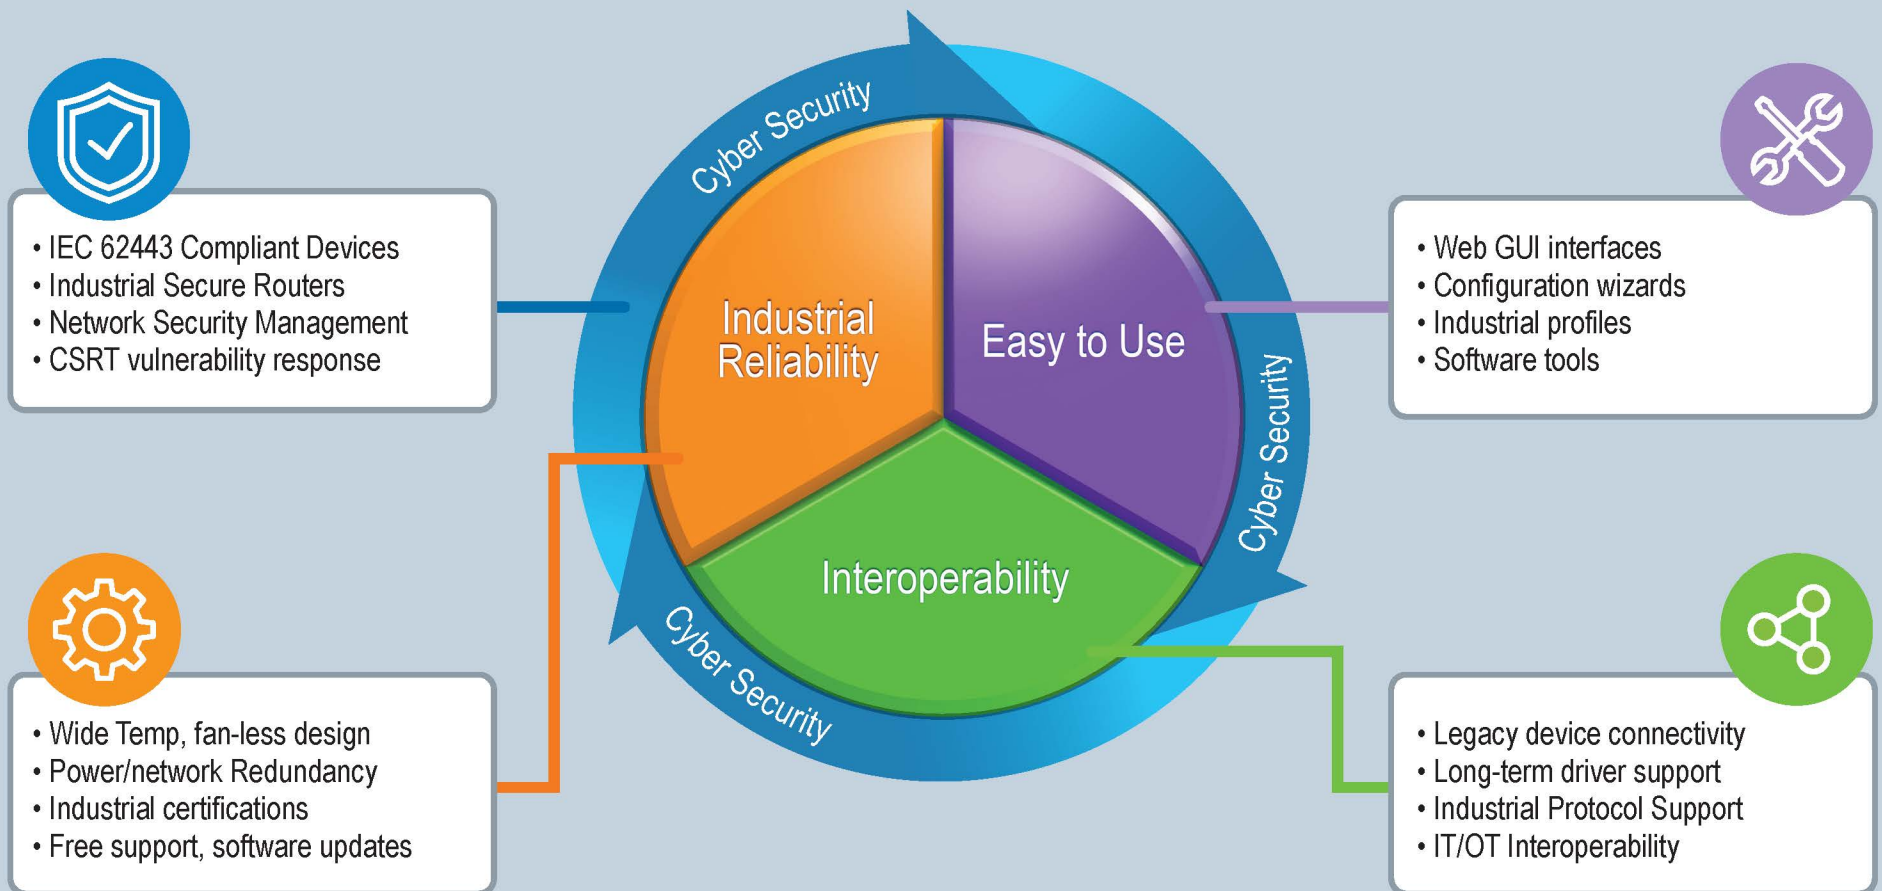 Cyber Security
• IEC 62443 Compliant Devices
• Industrial Secure Routers
• Network Security Management
• CSRT vulnerability response
Industrial
Reliability
Easy to Use
• Web GUI interfaces
• Configuration wizards
• Industrial profiles
• Software tools
Cyber Security
Interoperability
Cyber Security
• Wide Temp, fan-less design
• Power/network Redundancy
• Industrial certifications
• Free support, software updates
• Legacy device connectivity
• Long-term driver support
• Industrial Protocol Support
• IT/OT Interoperability